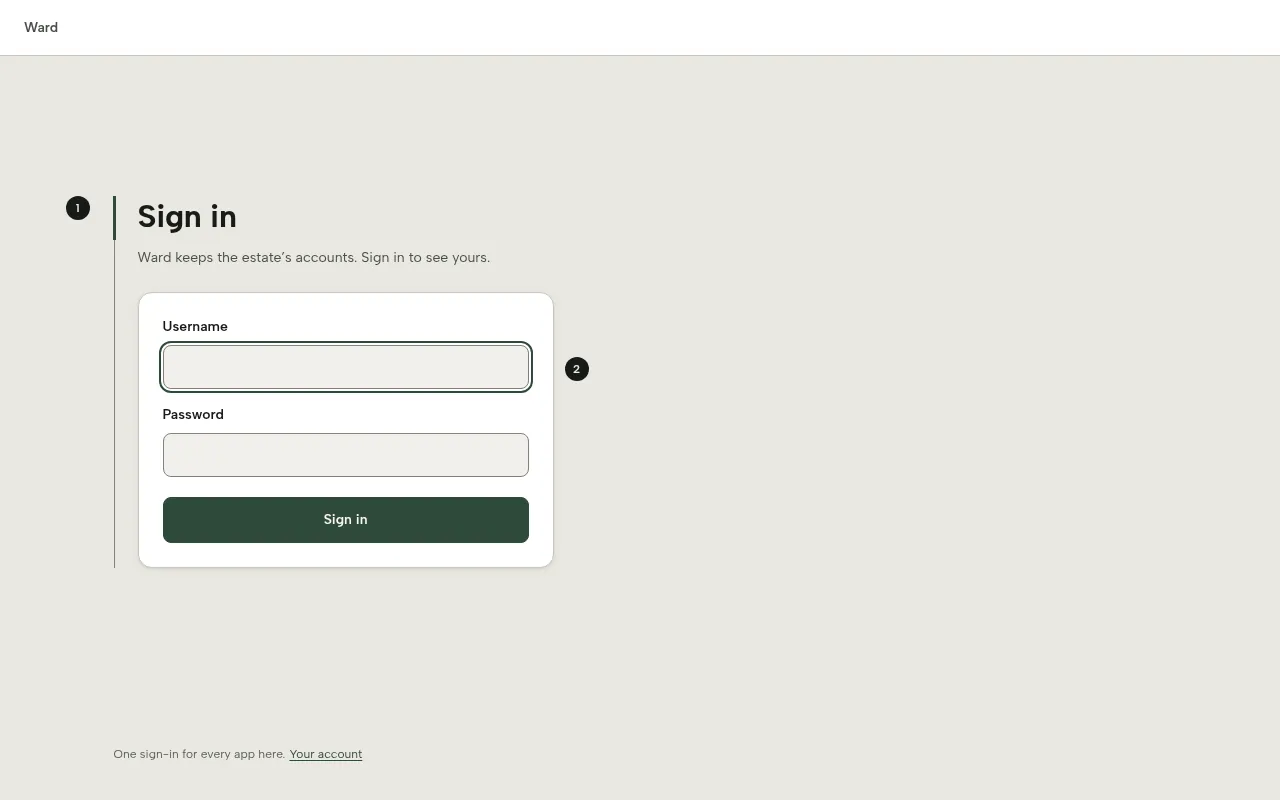 Ward
1
Sign in
Ward keeps the estate’s accounts. Sign in to see yours.
Username
2
Password
Sign in
One sign-in for every app here. Your account